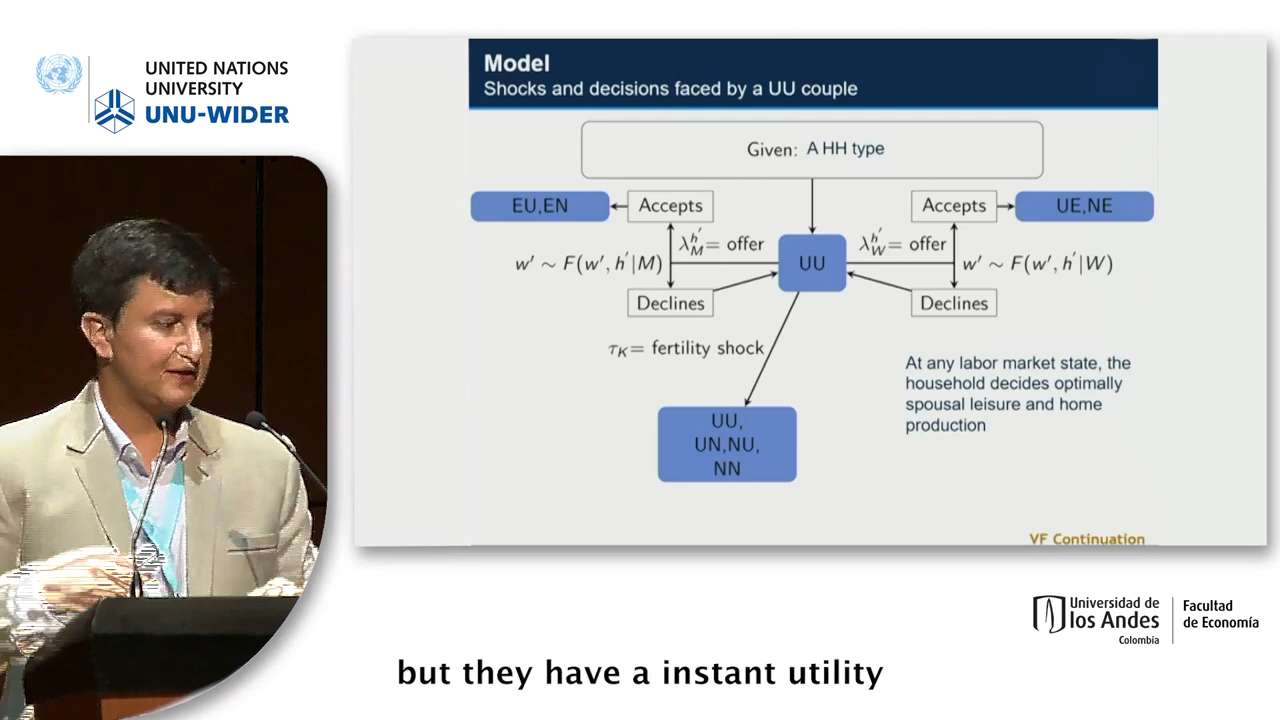 UNITED NATIONS
UNIVERSITY
UNU-WIDER
Model
Shocks and decisions faced by a UU couple
Given: A HH type
EU,EN
Accepts
Accepts
UE,NE
λ_M^{h'}= offer
λ_W^{h'}= offer
w' ∼ F(w', h'|M)
UU
w' ∼ F(w', h'|W)
Declines
Declines
τ_K= fertility shock
At any labor market state, the
household decides optimally
spousal leisure and home
production
UU,
UN,NU,
NN
VF Continuation
Universidad de
los Andes
Colombia
Facultad
de Economía
but they have a instant utility